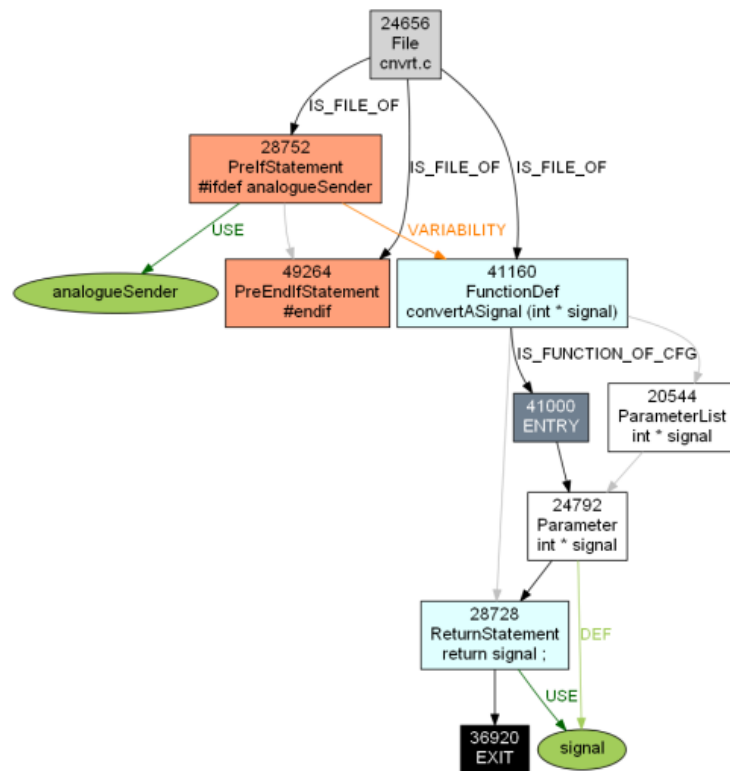 24656
File
cnvrt.c
IS_FILE_OF
28752
PreIfStatement
#ifdef analogueSender
IS_FILE_OF
IS_FILE_OF
USE
VARIABILITY
analogueSender
49264
PreEndIfStatement
#endif
41160
FunctionDef
convertASignal (int * signal)
IS_FUNCTION_OF_CFG
41000
ENTRY
20544
ParameterList
int * signal
24792
Parameter
int * signal
28728
ReturnStatement
return signal ;
DEF
USE
36920
EXIT
signal